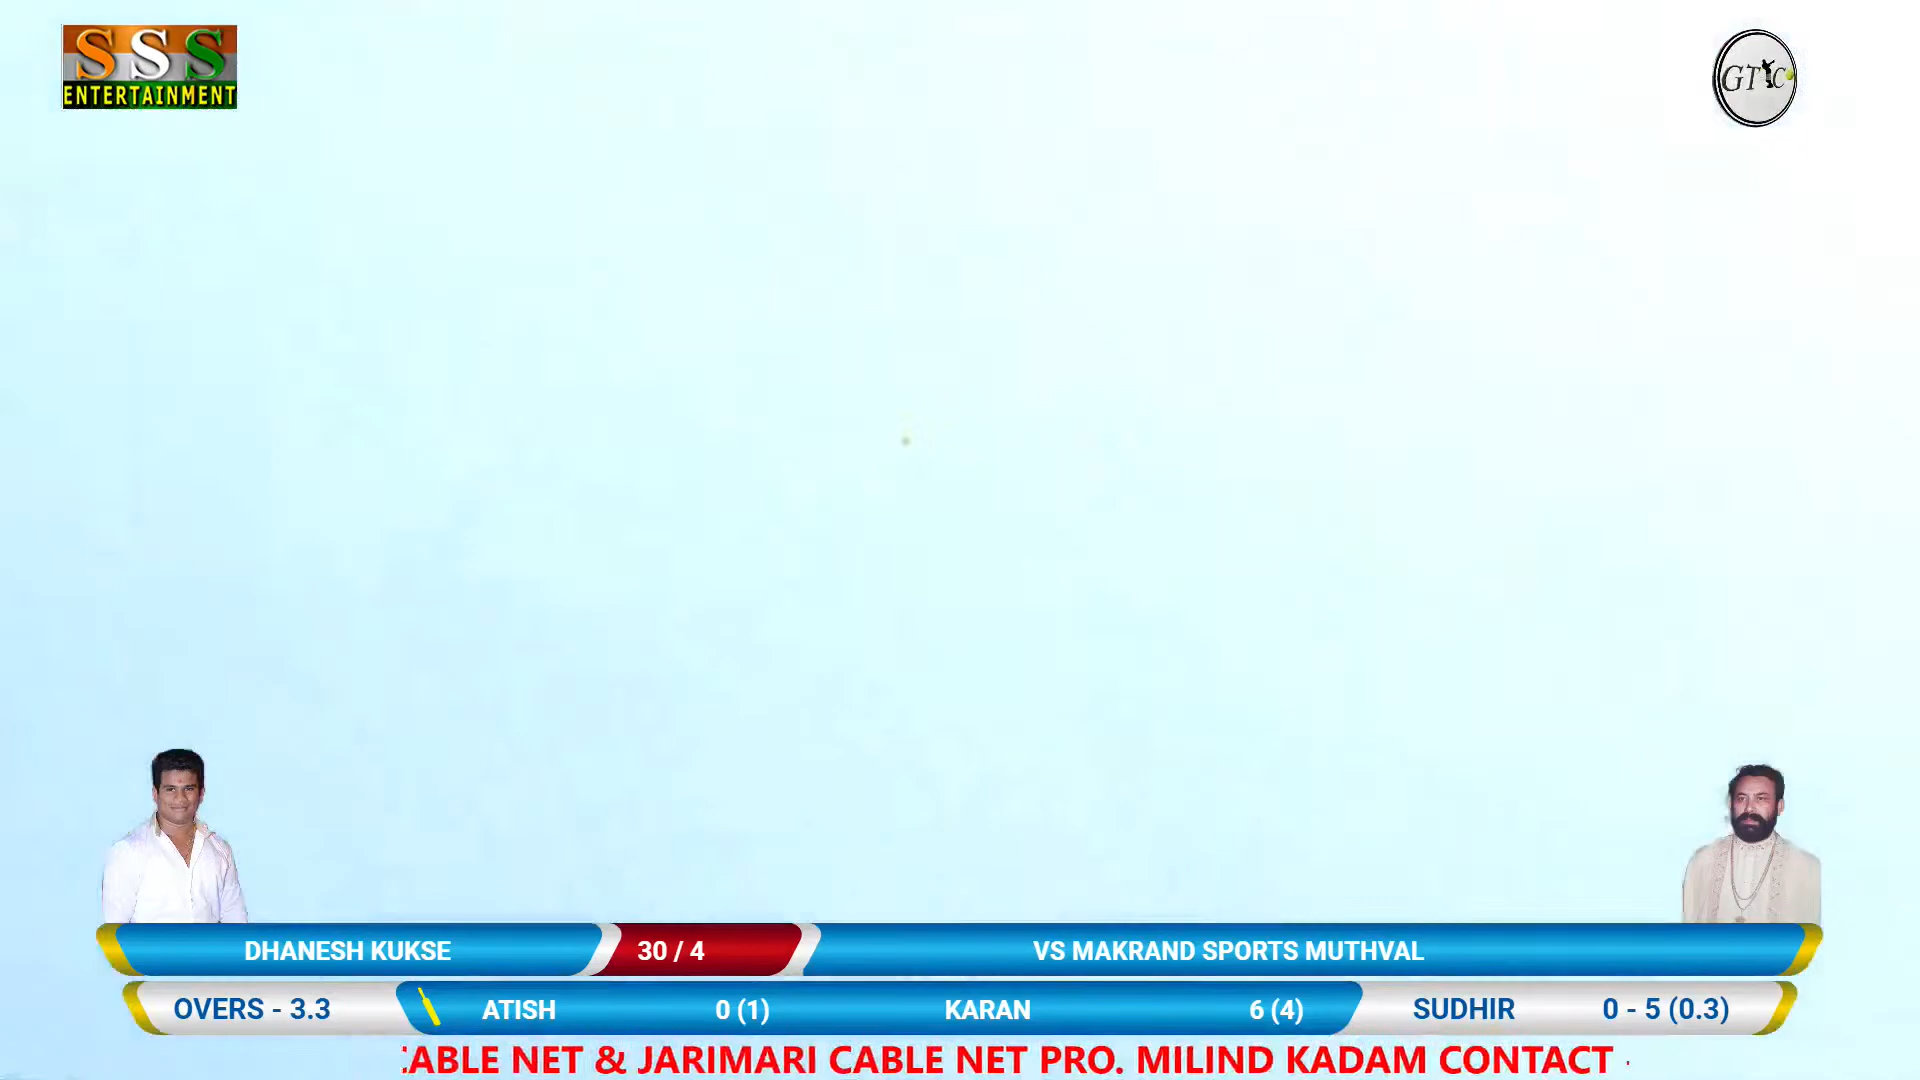 SSS
ENTERTAINMENT
GTC
DHANESH KUKSE
30 / 4
VS MAKRAND SPORTS MUTHVAL
OVERS - 3.3
ATISH
0 (1)
KARAN
6 (4)
SUDHIR
0 - 5 (0.3)
CABLE NET & JARIMARI CABLE NET PRO. MILIND KADAM CONTACT